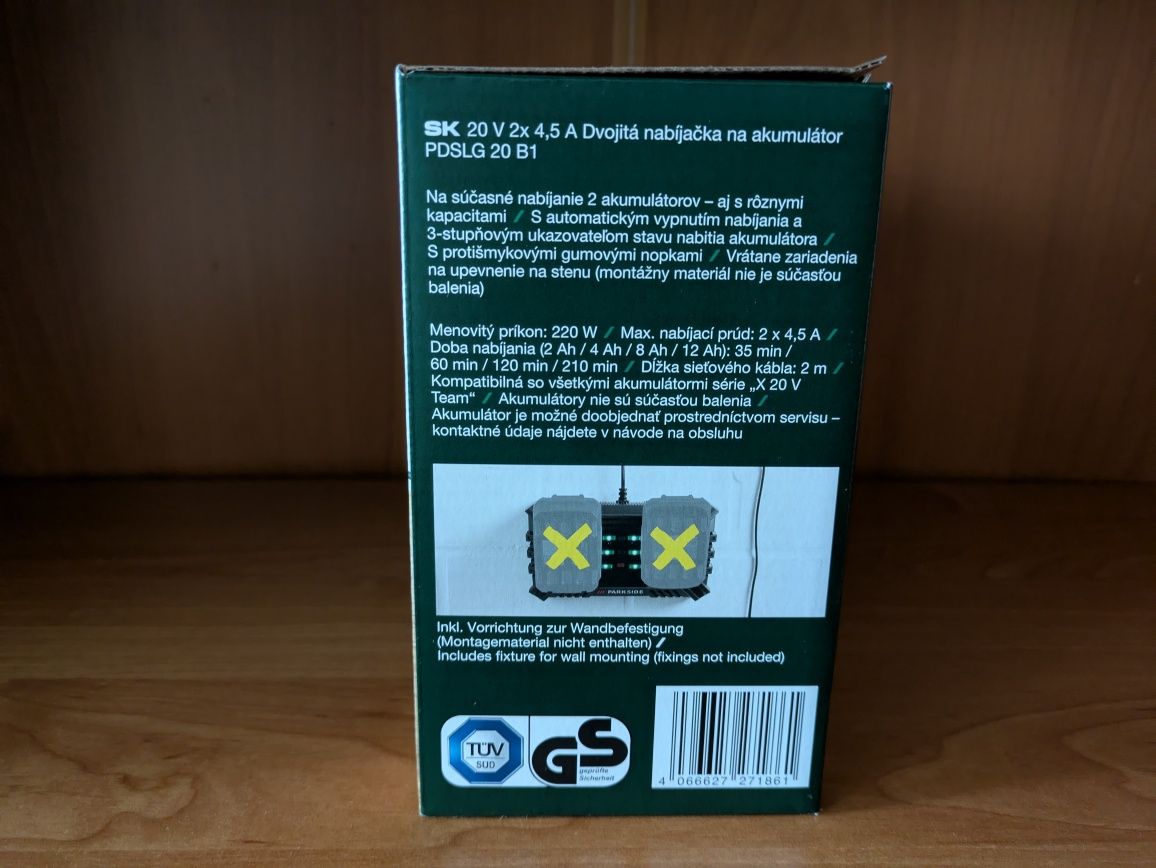 SK 20 V 2x 4,5 A Dvojitá nabíjačka na akumulátor
PDSLG 20 B1
Na súčasné nabíjanie 2 akumulátorov – aj s rôznymi
kapacitami / S automatickým vypnutím nabíjania a
3-stupňovým ukazovateľom stavu nabitia akumulátora /
S protišmykovými gumovými nopkami / Vrátane zariadenia
na upevnenie na stenu (montážny materiál nie je súčasťou
balenia)
Menovitý príkon: 220 W / Max. nabíjací prúd: 2 x 4,5 A /
Doba nabíjania (2 Ah / 4 Ah / 8 Ah / 12 Ah): 35 min /
60 min / 120 min / 210 min / Dĺžka sieťového kábla: 2 m /
Kompatibilná so všetkými akumulátormi série „X 20 V
Team“ / Akumulátory nie sú súčasťou balenia /
Akumulátor je možné doobjednať prostredníctvom servisu –
kontaktné údaje nájdete v návode na obsluhu
/// PARKSIDE
Inkl. Vorrichtung zur Wandbefestigung
(Montagematerial nicht enthalten) /
Includes fixture for wall mounting (fixings not included)
TÜV
SÜD
GS
geprüfte
Sicherheit
4 066627 271861